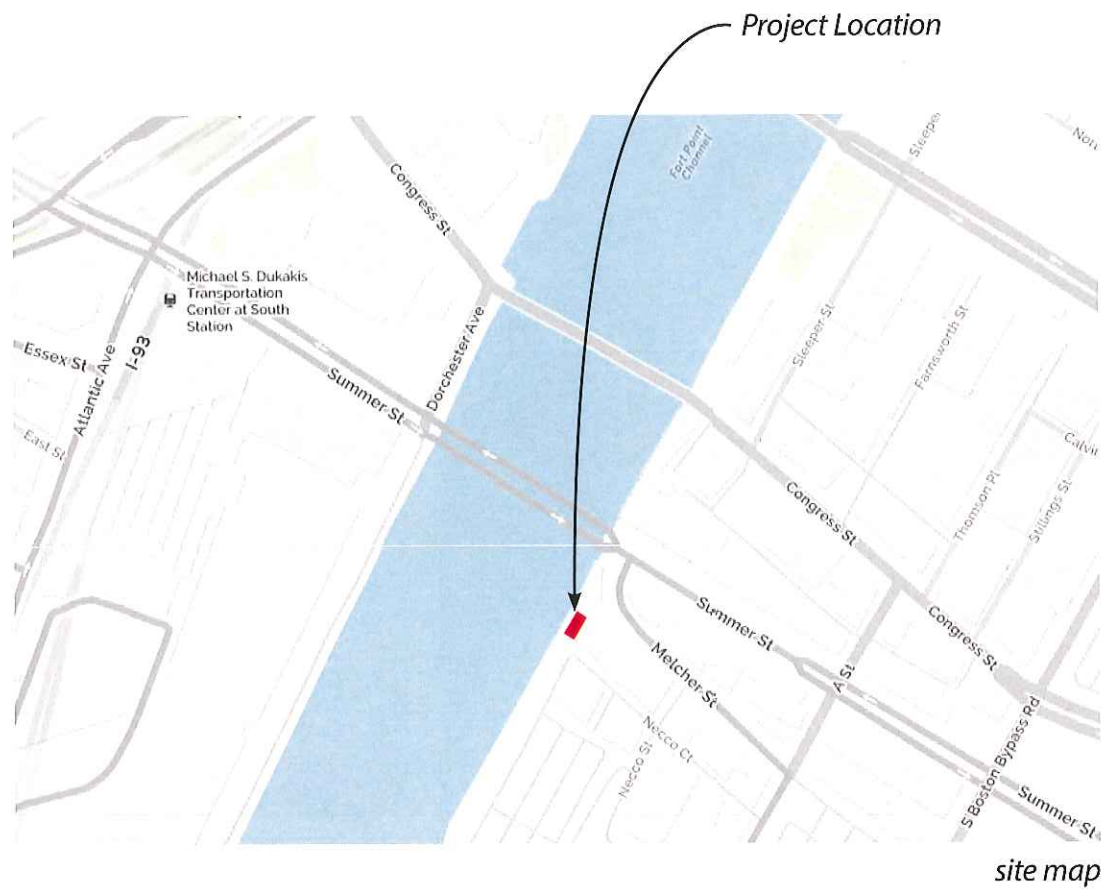 Project Location
Fort Point
Channel
Sleeper
Congress St
Michael S. Dukakis
Transportation
Center at South
Station
Dorchester Ave
Sleeper St
Farnsworth St
Essex St
Atlantic Ave
I-93
Summer St
East St
Thomson Pl
Stillings St
Congress St
Summer St
Congress St
Melcher St
A St
Necco Ct
Necco St
S Boston Bypass Rd
Summer St
site map